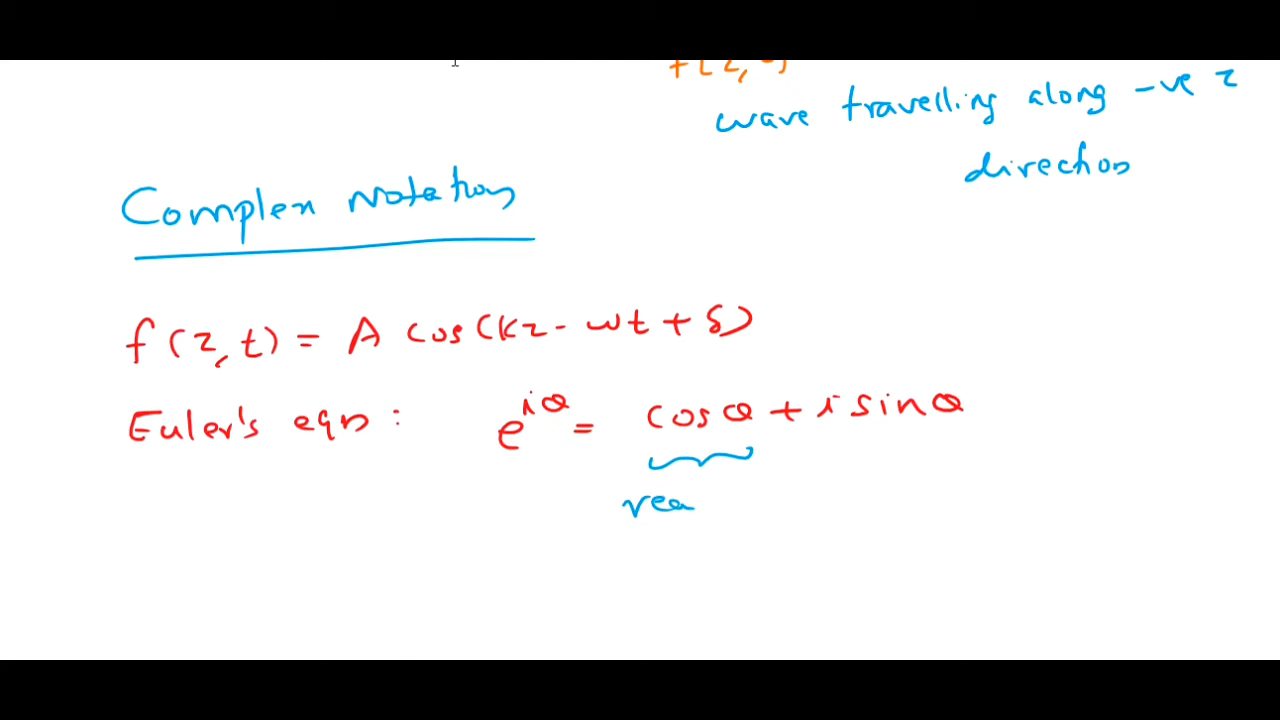 wave travelling along -ve z
direction
Complex notation
f(z,t) = A cos(kz - ωt + δ)
Euler's eqn : e^{iθ} = cosθ + i sinθ
rea